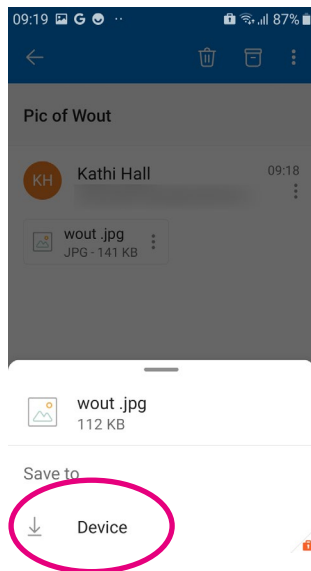 09:19 G 87%
Pic of Wout
KH Kathi Hall 09:18
wout .jpg
JPG - 141 KB
wout .jpg
112 KB
Save to
Device